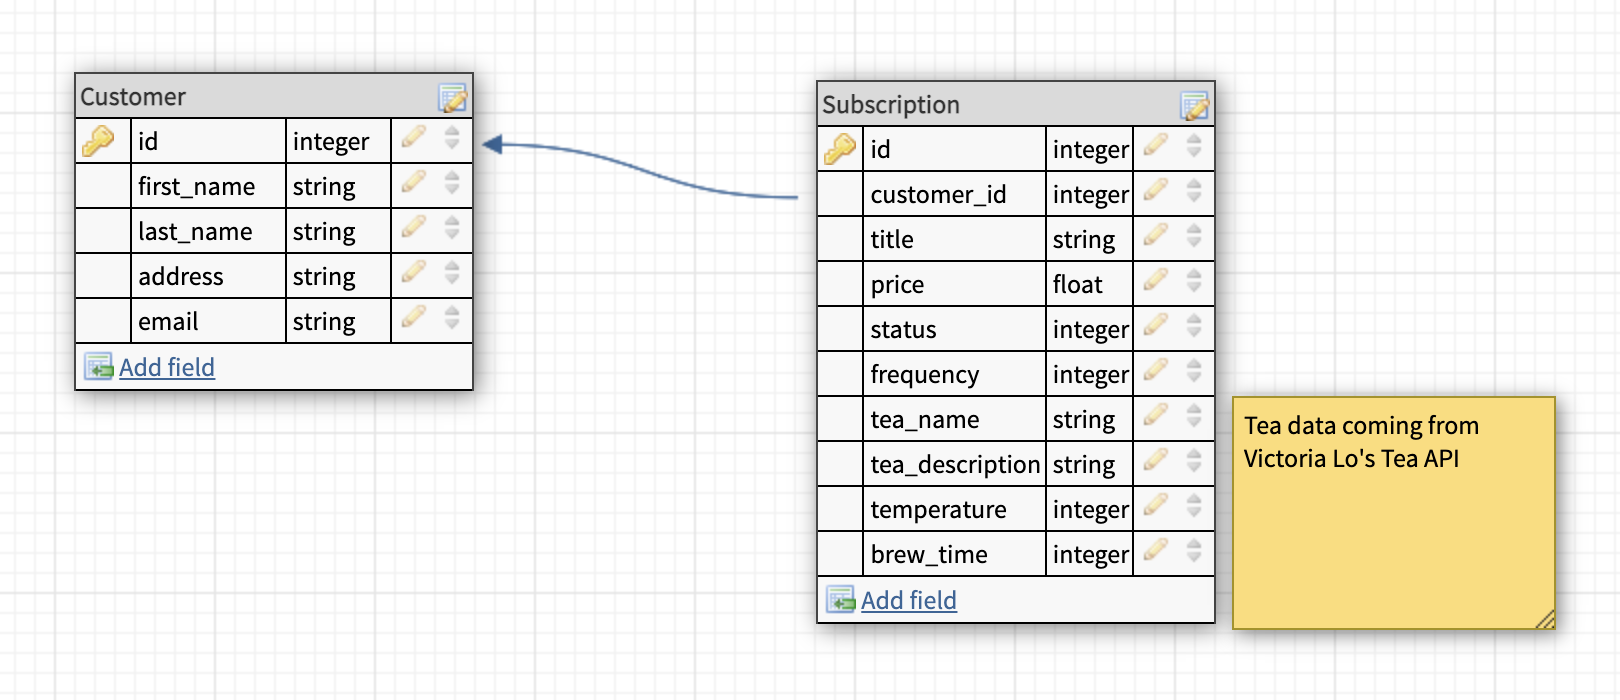 Customer
id integer
first_name string
last_name string
address string
email string
Add field
Subscription
id integer
customer_id integer
title string
price float
status integer
frequency integer
tea_name string
tea_description string
temperature integer
brew_time integer
Add field
Tea data coming from
Victoria Lo's Tea API